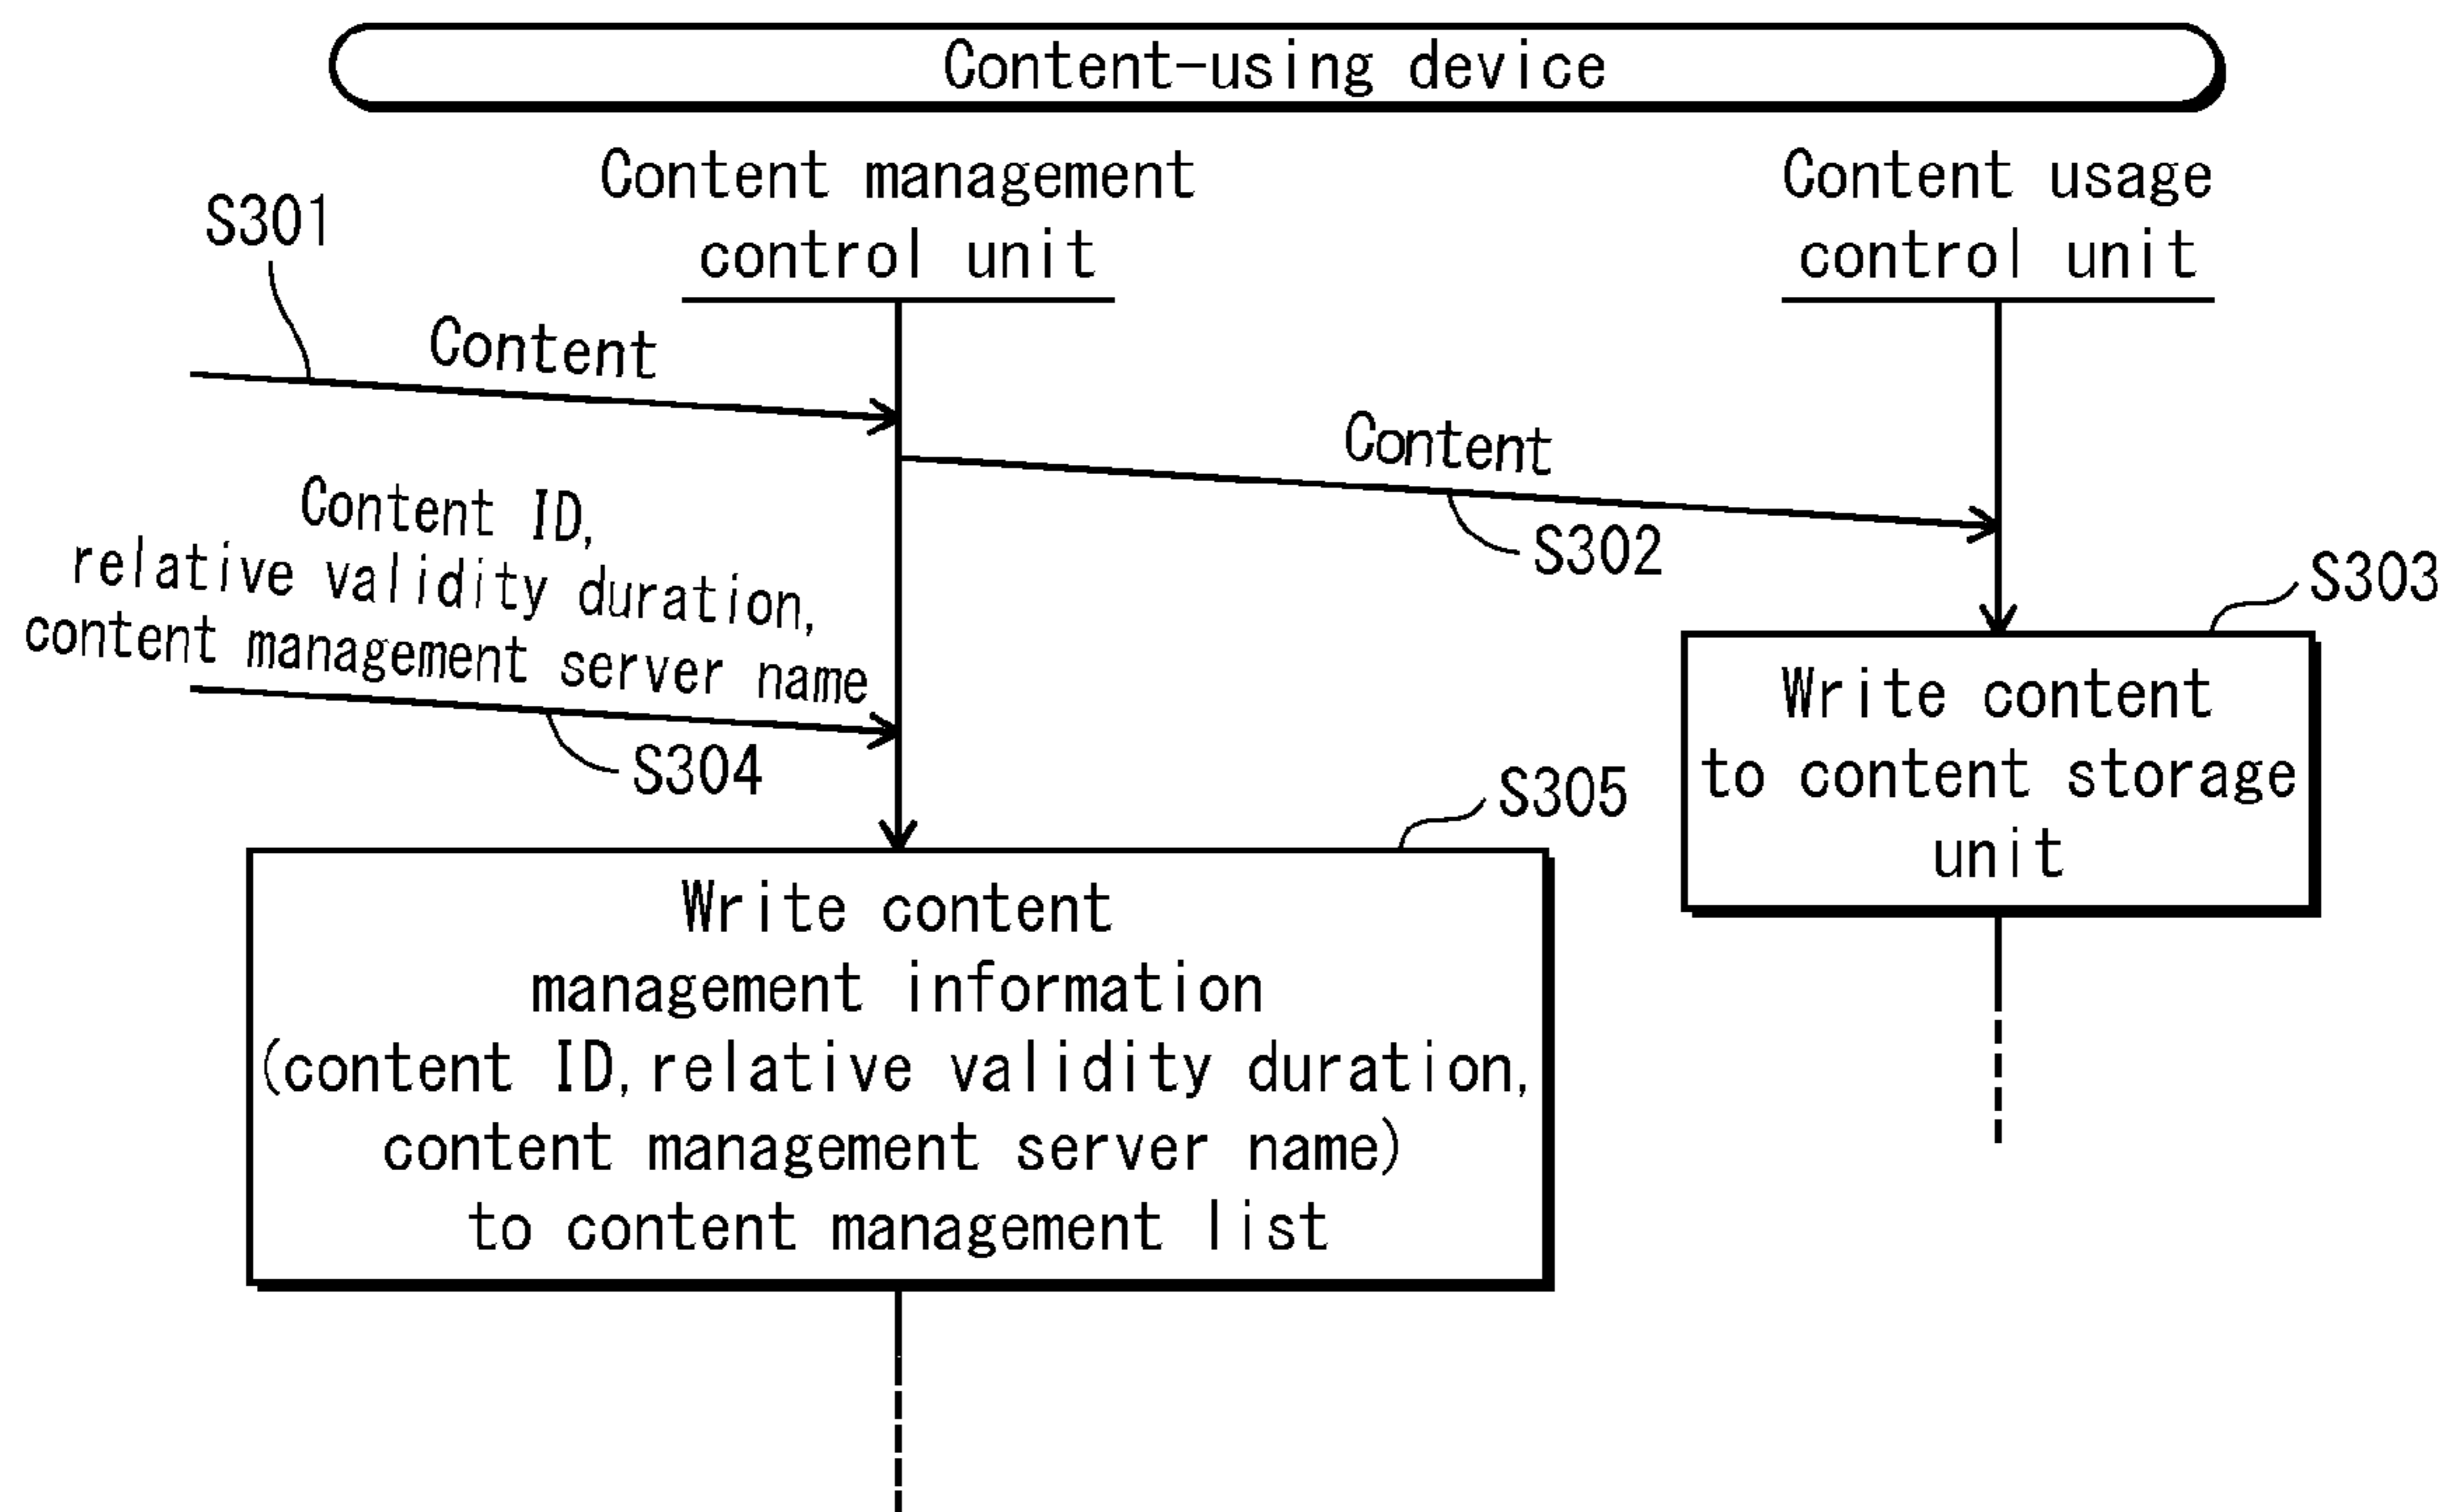 Content-using device
Content management
control unit
Content usage
control unit
S301
Content
Content
S302
Content ID,
relative validity duration,
content management server name
S304
S303
Write content
to content storage
unit
S305
Write content
management information
(content ID, relative validity duration,
content management server name)
to content management list